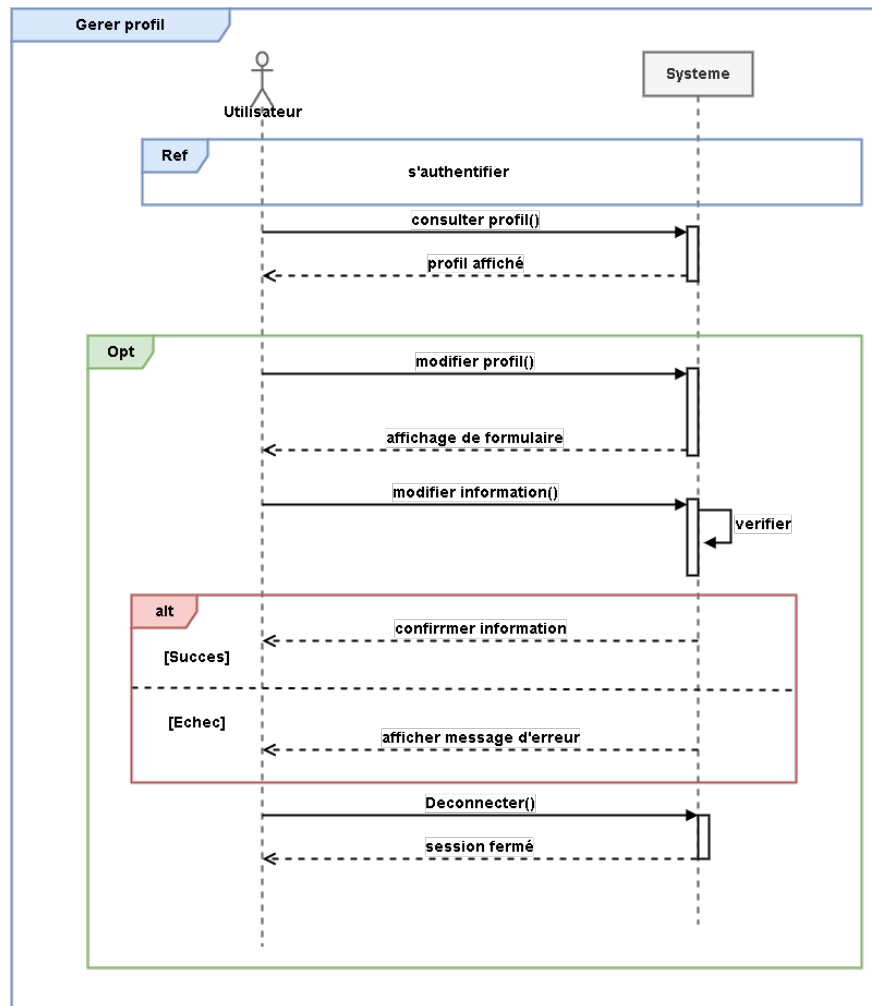 Gerer profil
Systeme
Utilisateur
Ref
s'authentifier
consulter profil()
profil affiché
Opt
modifier profil()
affichage de formulaire
modifier information()
verifier
alt
confirrmer information
[Succes]
[Echec]
afficher message d'erreur
Deconnecter()
session fermé